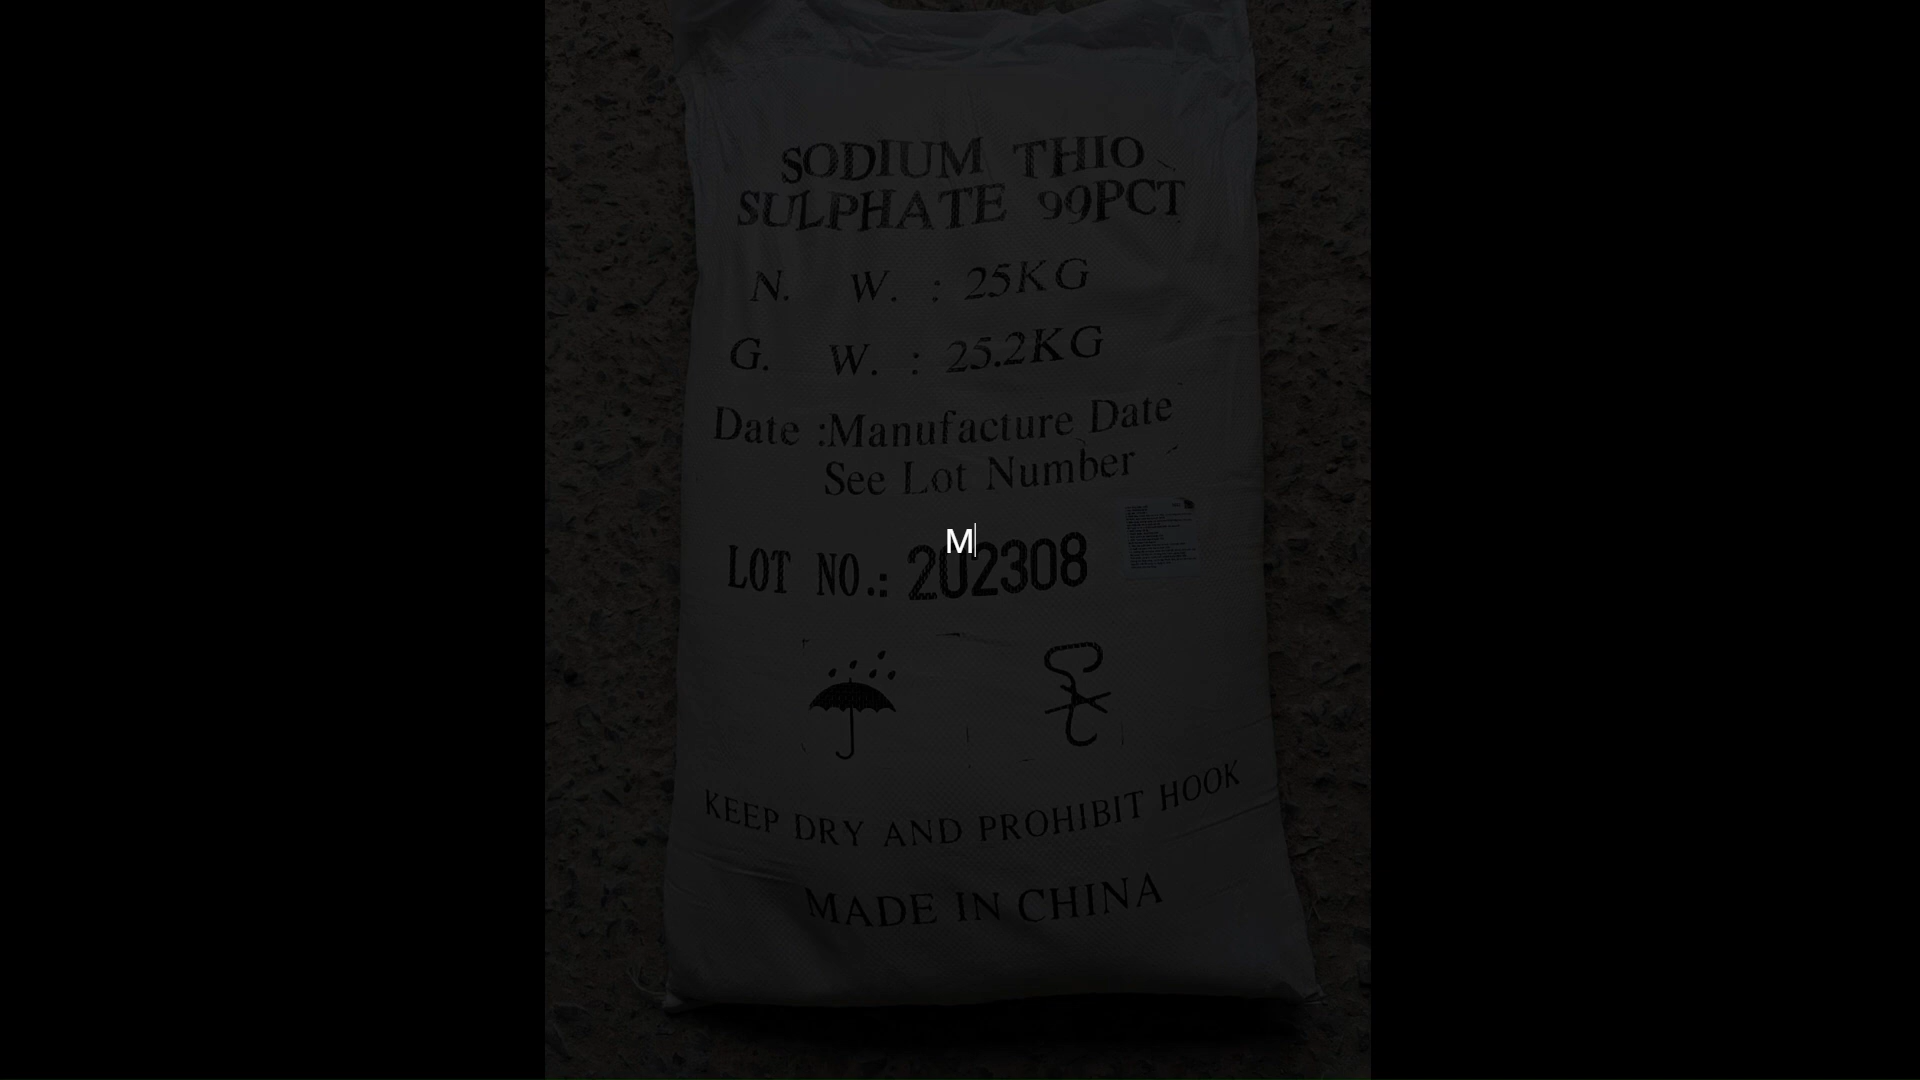 SODIUM THIO
SULPHATE 99PCT
N. W. : 25KG
G. W. : 25.2KG
Date :Manufacture Date
See Lot Number
M
LOT NO.: 202308
KEEP DRY AND PROHIBIT HOOK
MADE IN CHINA